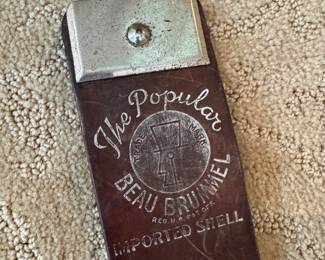 The Popular
TRADE MARK
BEAU BRUMMEL
REG. U.S. PAT. OFF.
IMPORTED SHELL